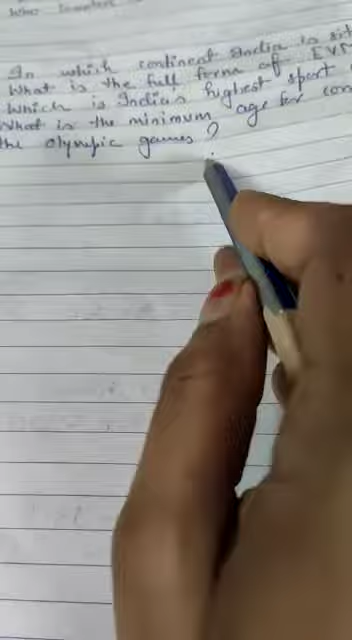 Who
In which continent India is sit
What is the full form of EVM
Which is India's highest sport
What is the minimum age for con
the olympic games ?